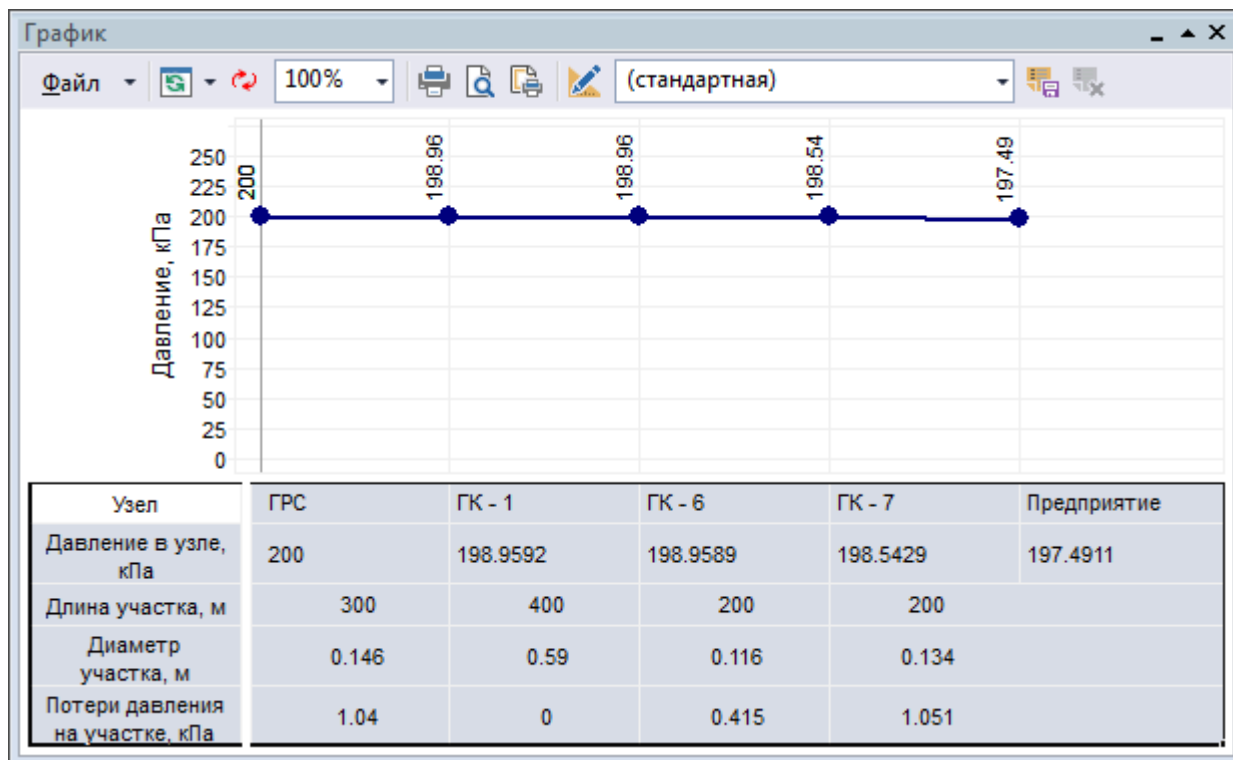 График
Файл
100%
(стандартная)
Давление, кПа
250
225
200
175
150
125
100
75
50
25
0
200
198.96
198.96
198.54
197.49
Узел ГРС ГК - 1 ГК - 6 ГК - 7 Предприятие
Давление в узле,
кПа
200 198.9592 198.9589 198.5429 197.4911
Длина участка, м 300 400 200 200
Диаметр
участка, м
0.146 0.59 0.116 0.134
Потери давления
на участке, кПа
1.04 0 0.415 1.051